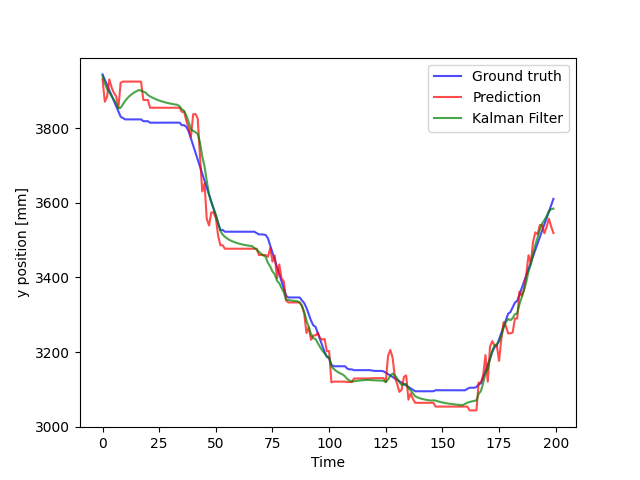 Ground truth
Prediction
Kalman Filter
y position [mm]
3800
3600
3400
3200
3000
0 25 50 75 100 125 150 175 200
Time